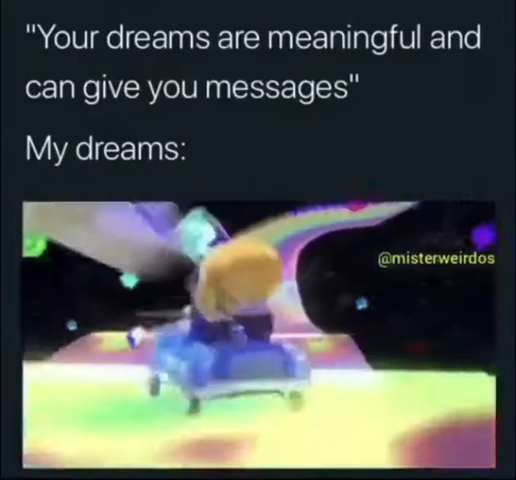 "Your dreams are meaningful and
can give you messages"
My dreams:
@misterweirdos